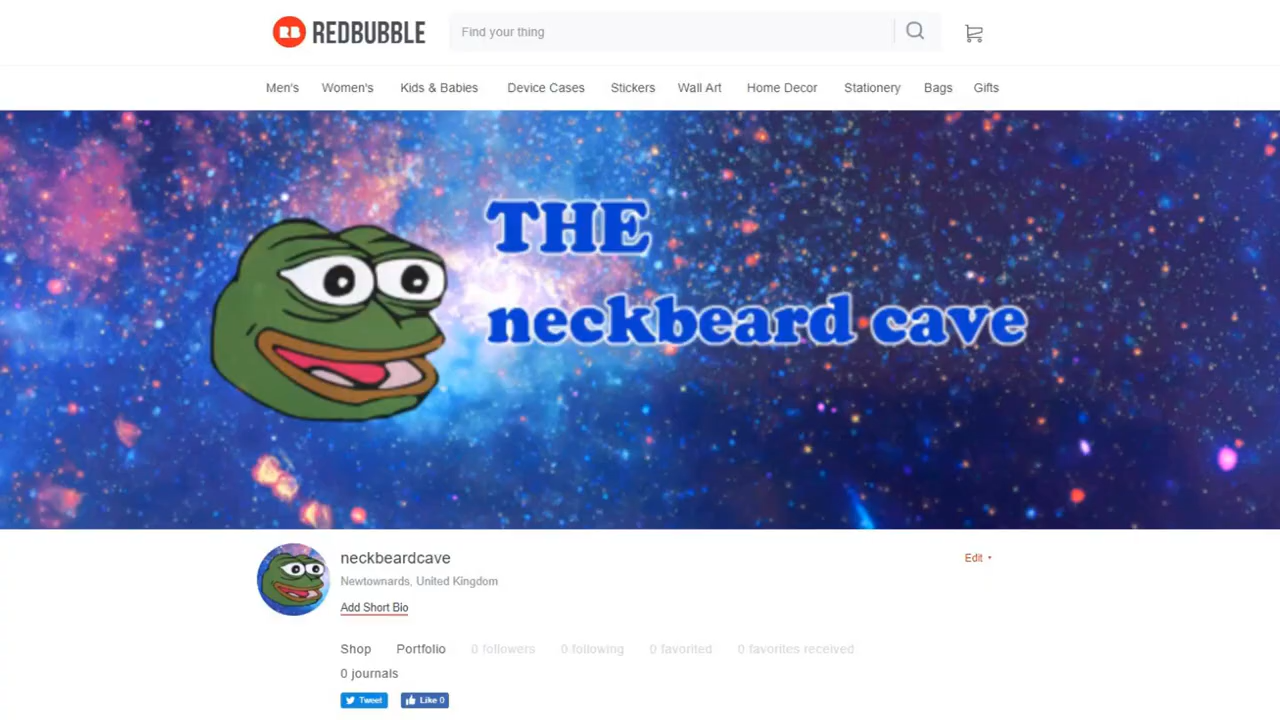 RB REDBUBBLE
Find your thing
Men's Women's Kids & Babies Device Cases Stickers Wall Art Home Decor Stationery Bags Gifts
THE
neckbeard cave
neckbeardcave
Edit
Newtownards, United Kingdom
Add Short Bio
Shop Portfolio 0 followers 0 following 0 favorited 0 favorites received
0 journals
Tweet Like 0